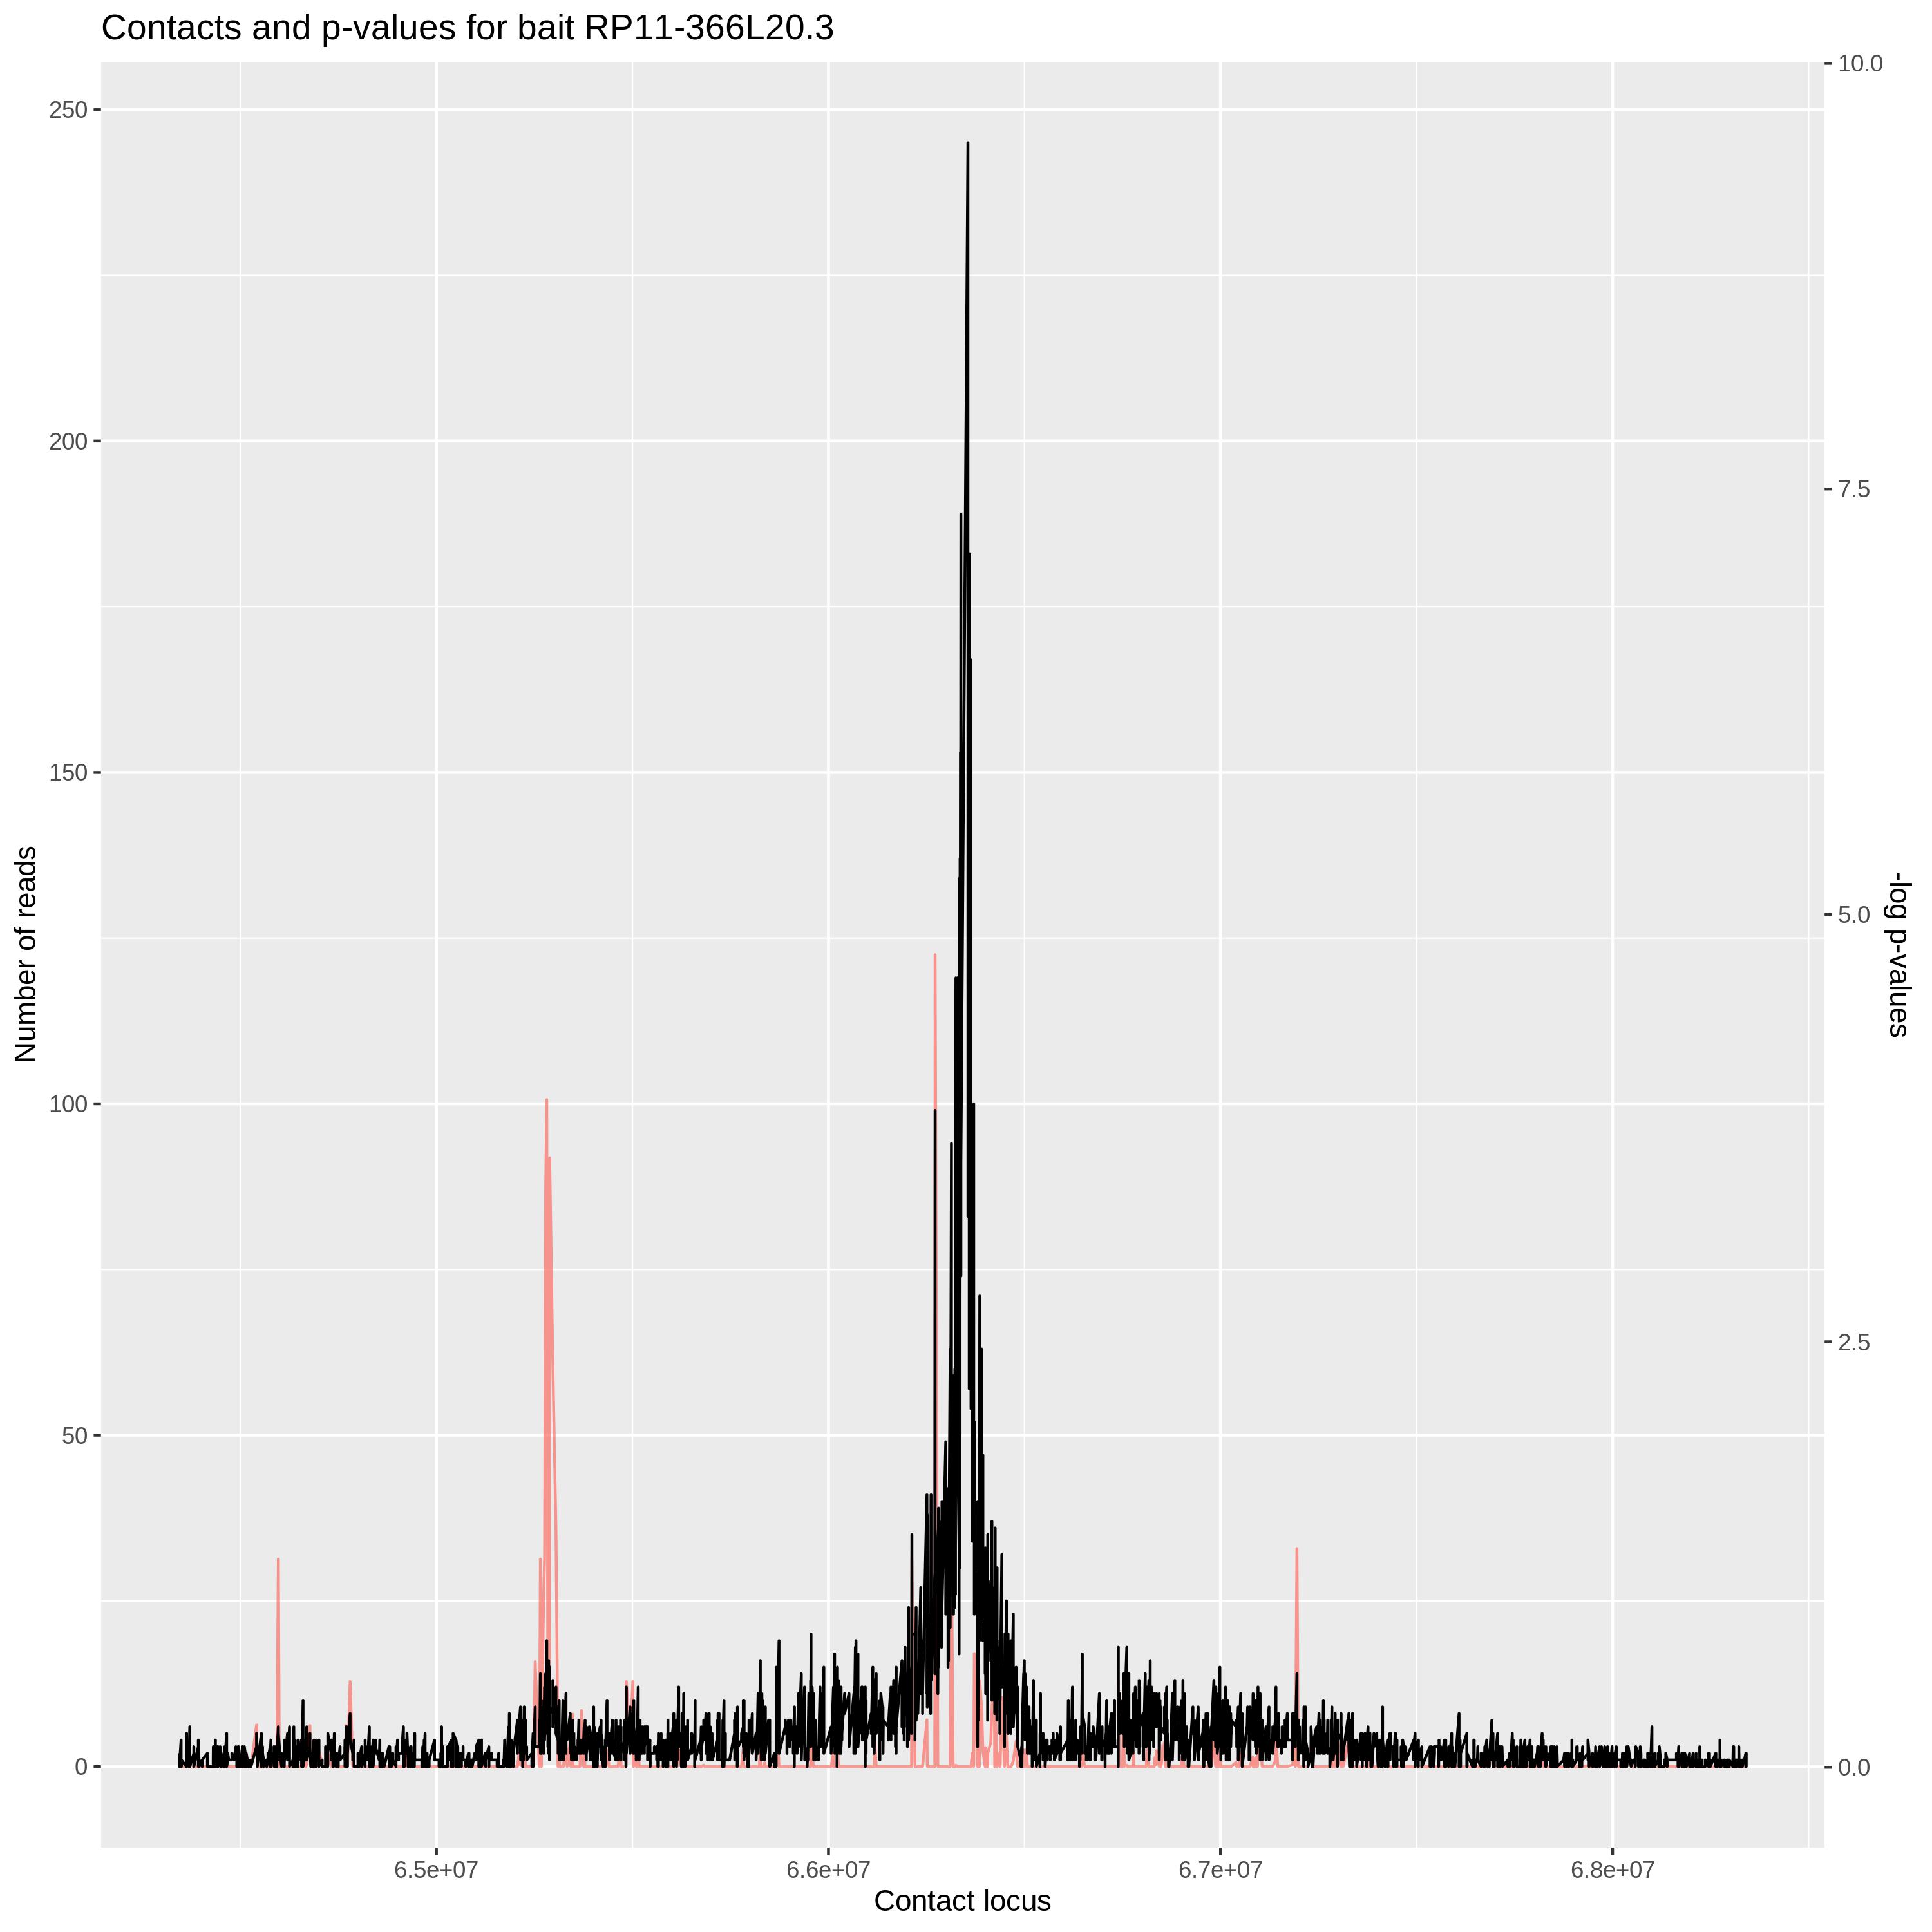 Contacts and p-values for bait RP11-366L20.3
250
200
150
100
50
0
10.0
7.5
5.0
2.5
0.0
Number of reads
-log p-values
6.5e+07
6.6e+07
6.7e+07
6.8e+07
Contact locus